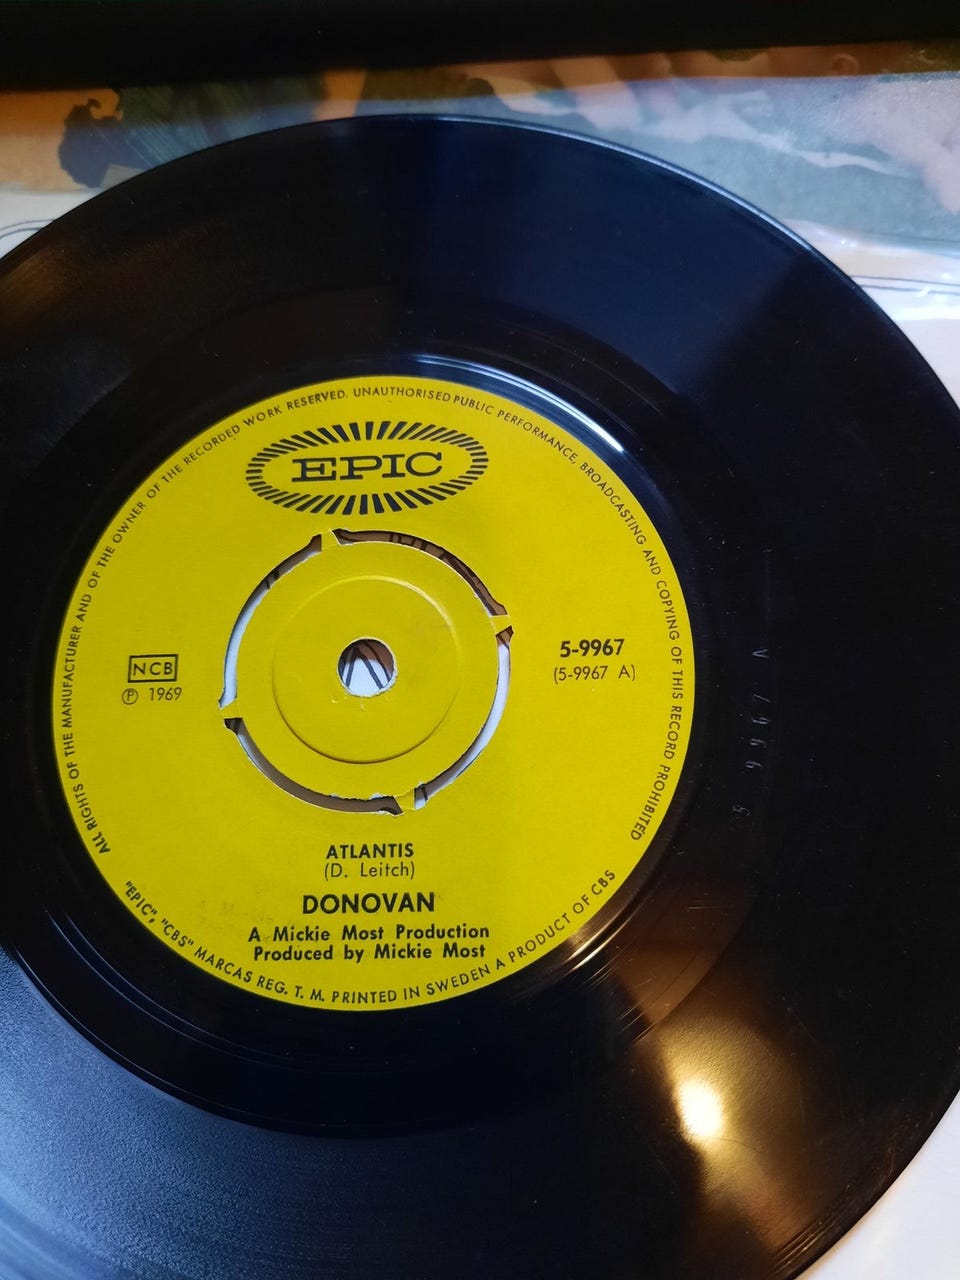 ALL RIGHTS OF THE MANUFACTURER AND OF THE OWNER OF THE RECORDED WORK RESERVED. UNAUTHORISED PUBLIC PERFORMANCE, BROADCASTING AND COPYING OF THIS RECORD PROHIBITED
EPIC
NCB
℗ 1969
5-9967
(5-9967 A)
5 9967 A
ATLANTIS
(D. Leitch)
DONOVAN
A Mickie Most Production
Produced by Mickie Most
"EPIC", "CBS" MARCAS REG. T. M. PRINTED IN SWEDEN A PRODUCT OF CBS